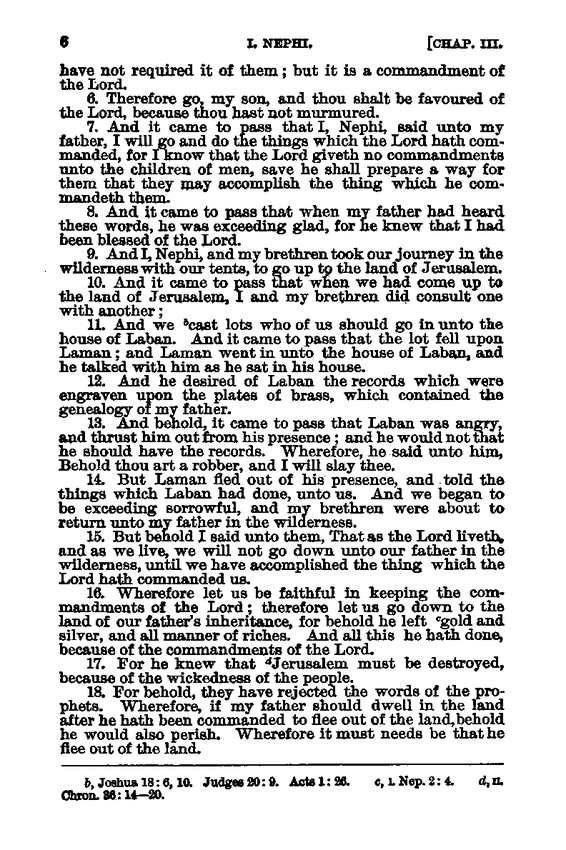 6 I. NEPHI. [CHAP. III.
have not required it of them; but it is a commandment of
the Lord.
6. Therefore go, my son, and thou shalt be favoured of
the Lord, because thou hast not murmured.
7. And it came to pass that I, Nephi, said unto my
father, I will go and do the things which the Lord hath com-
manded, for I know that the Lord giveth no commandments
unto the children of men, save he shall prepare a way for
them that they may accomplish the thing which he com-
mandeth them.
8. And it came to pass that when my father had heard
these words, he was exceeding glad, for he knew that I had
been blessed of the Lord.
9. And I, Nephi, and my brethren took our journey in the
wilderness with our tents, to go up to the land of Jerusalem.
10. And it came to pass that when we had come up to
the land of Jerusalem, I and my brethren did consult one
with another;
11. And we ᵇcast lots who of us should go in unto the
house of Laban. And it came to pass that the lot fell upon
Laman; and Laman went in unto the house of Laban, and
he talked with him as he sat in his house.
12. And he desired of Laban the records which were
engraven upon the plates of brass, which contained the
genealogy of my father.
13. And behold, it came to pass that Laban was angry,
and thrust him out from his presence; and he would not that
he should have the records. Wherefore, he said unto him,
Behold thou art a robber, and I will slay thee.
14. But Laman fled out of his presence, and told the
things which Laban had done, unto us. And we began to
be exceeding sorrowful, and my brethren were about to
return unto my father in the wilderness.
15. But behold I said unto them, That as the Lord liveth,
and as we live, we will not go down unto our father in the
wilderness, until we have accomplished the thing which the
Lord hath commanded us.
16. Wherefore let us be faithful in keeping the com-
mandments of the Lord; therefore let us go down to the
land of our father's inheritance, for behold he left ᶜgold and
silver, and all manner of riches. And all this he hath done,
because of the commandments of the Lord.
17. For he knew that ᵈJerusalem must be destroyed,
because of the wickedness of the people.
18. For behold, they have rejected the words of the pro-
phets. Wherefore, if my father should dwell in the land
after he hath been commanded to flee out of the land, behold
he would also perish. Wherefore it must needs be that he
flee out of the land.
b, Joshua 18: 6, 10. Judges 20: 9. Acts 1: 26. c, 1. Nep. 2: 4. d, II.
Chron. 36: 14—20.